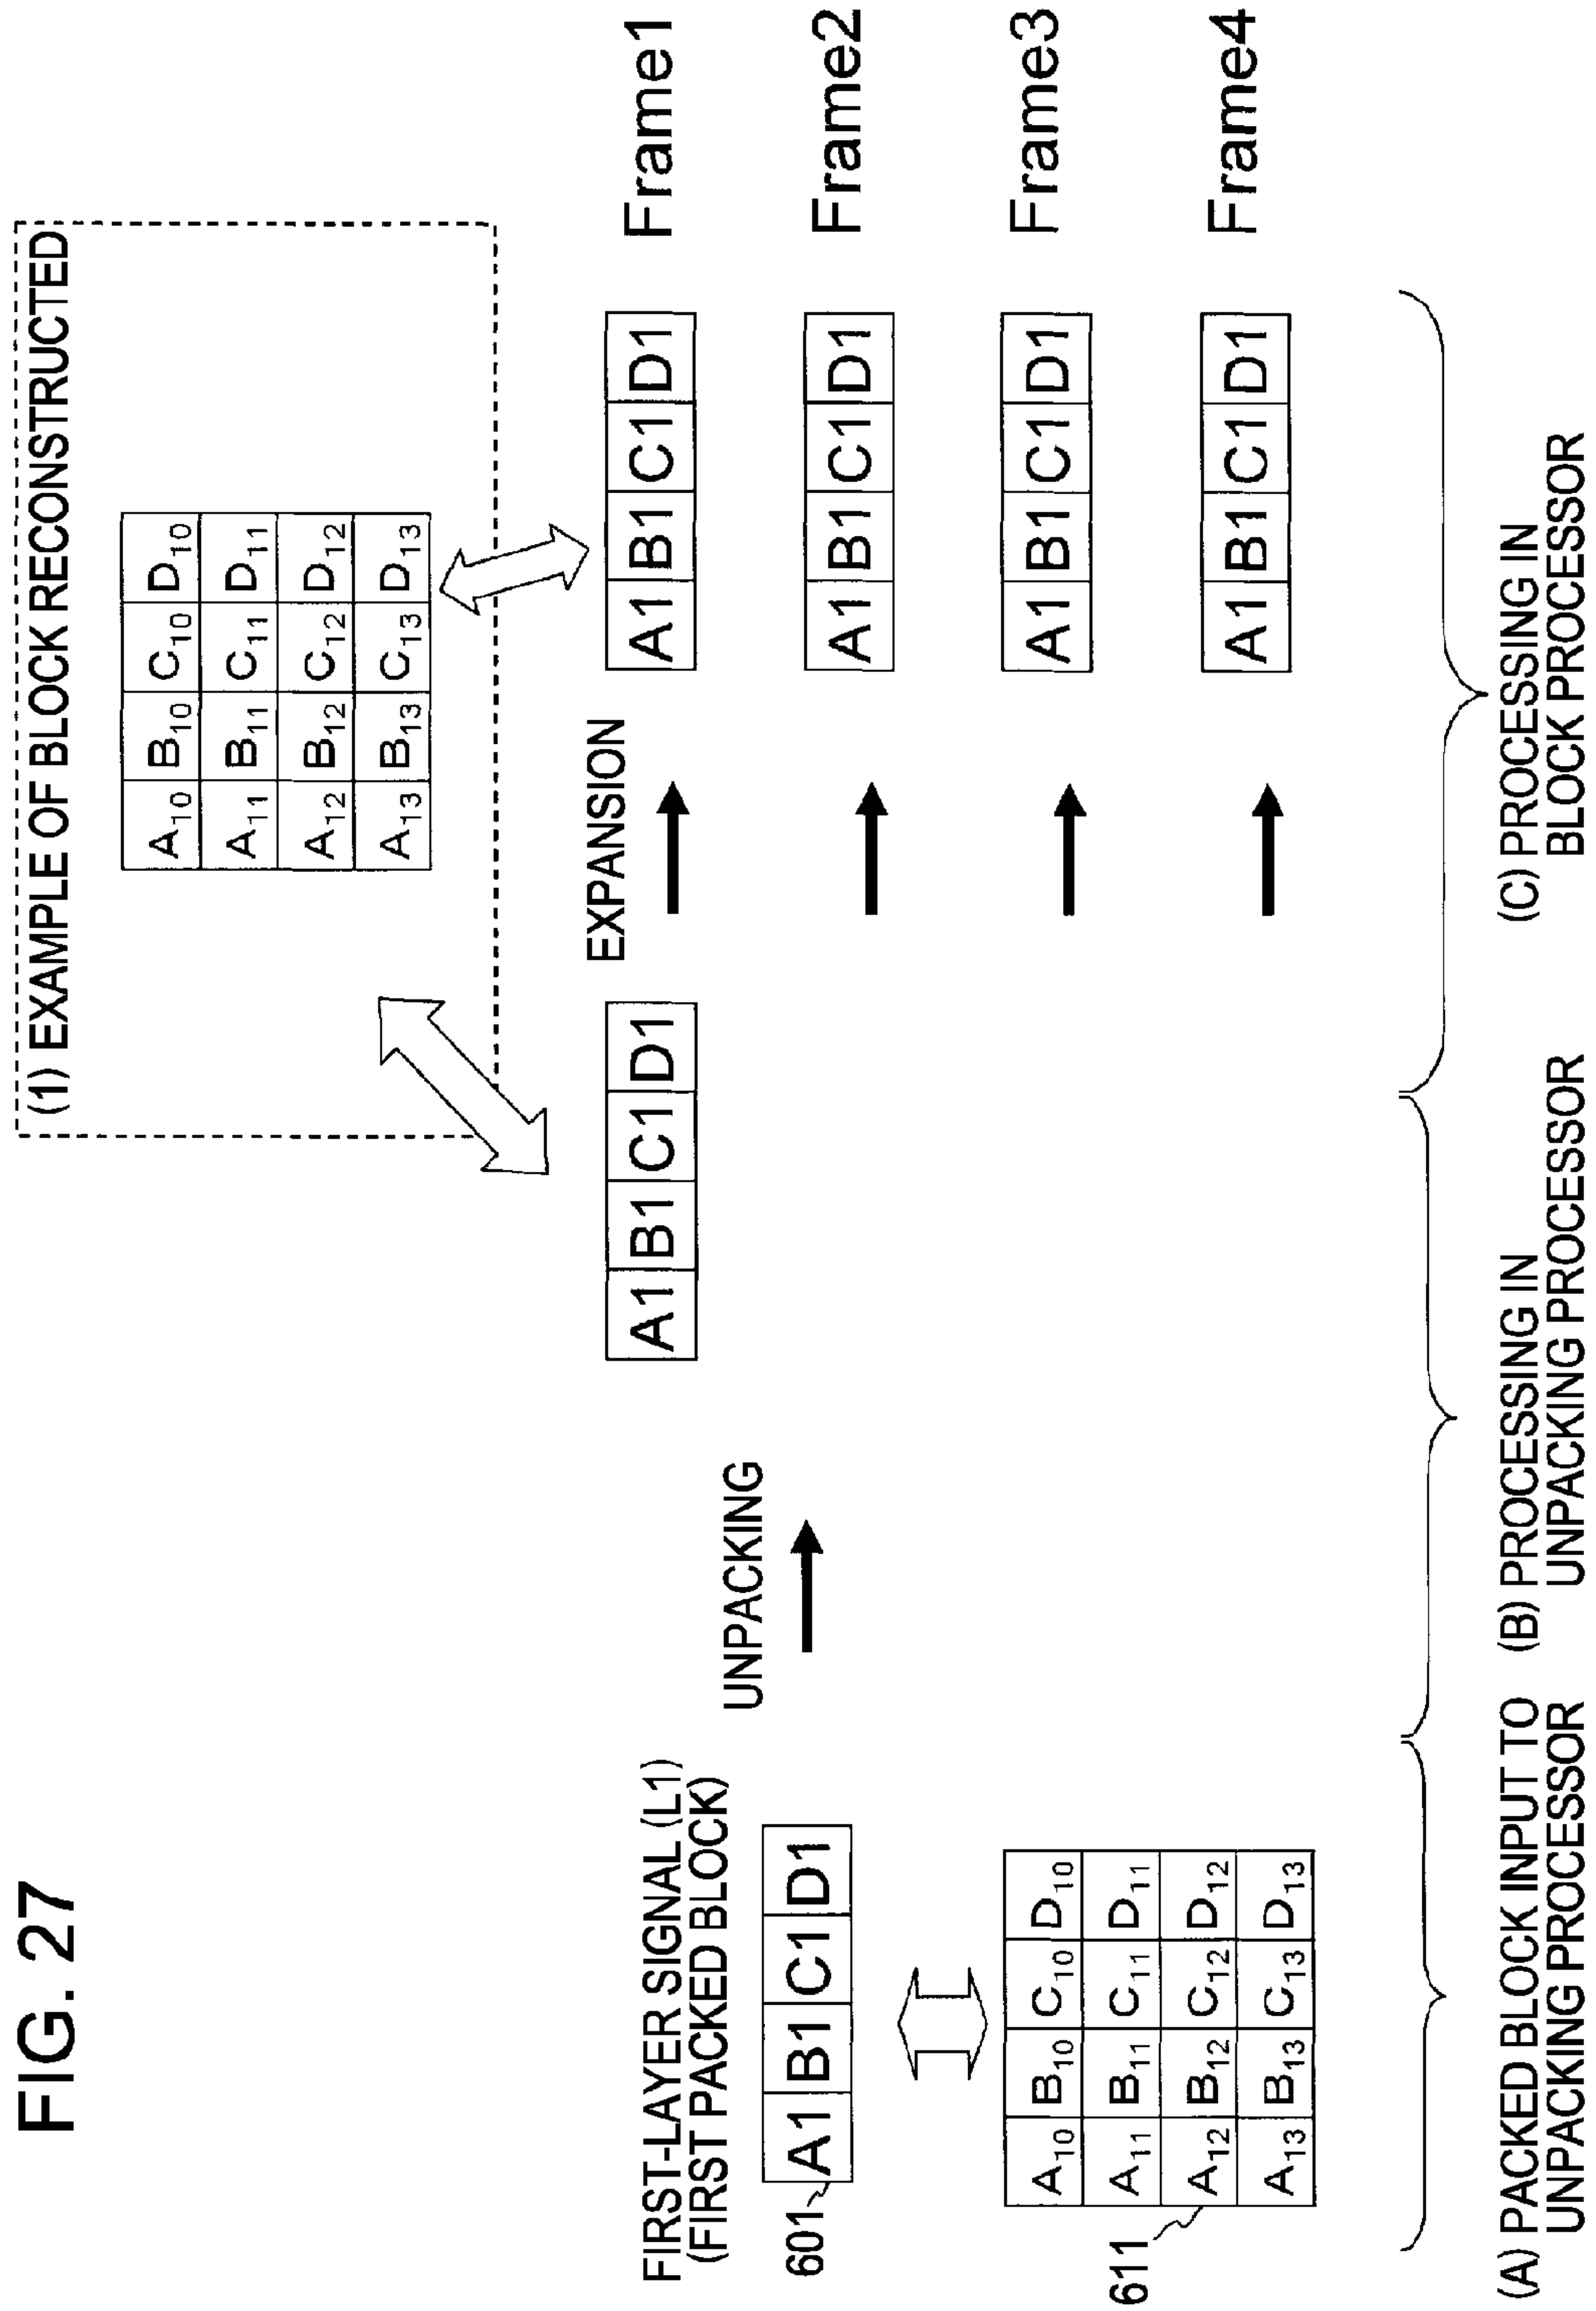 FIG. 27
(1) EXAMPLE OF BLOCK RECONSTRUCTED
A10 B10 C10 D10
A11 B11 C11 D11
A12 B12 C12 D12
A13 B13 C13 D13
FIRST-LAYER SIGNAL (L1)
(FIRST PACKED BLOCK)
601
A1 B1 C1 D1
611
A10 B10 C10 D10
A11 B11 C11 D11
A12 B12 C12 D12
A13 B13 C13 D13
UNPACKING
A1 B1 C1 D1
EXPANSION
A1 B1 C1 D1 Frame1
A1 B1 C1 D1 Frame2
A1 B1 C1 D1 Frame3
A1 B1 C1 D1 Frame4
(A) PACKED BLOCK INPUT TO
UNPACKING PROCESSOR
(B) PROCESSING IN
UNPACKING PROCESSOR
(C) PROCESSING IN
BLOCK PROCESSOR